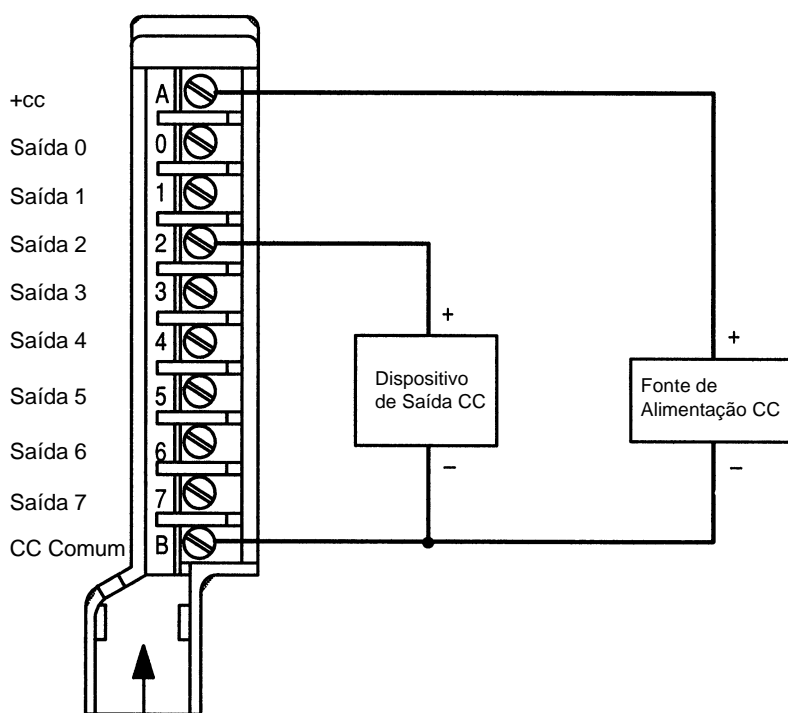 +cc
A
Saída 0
0
Saída 1
1
Saída 2
2
Saída 3
3
Saída 4
4
Saída 5
5
Saída 6
6
Saída 7
7
CC Comum
B
+
Dispositivo
de Saída CC
−
+
Fonte de
Alimentação CC
−